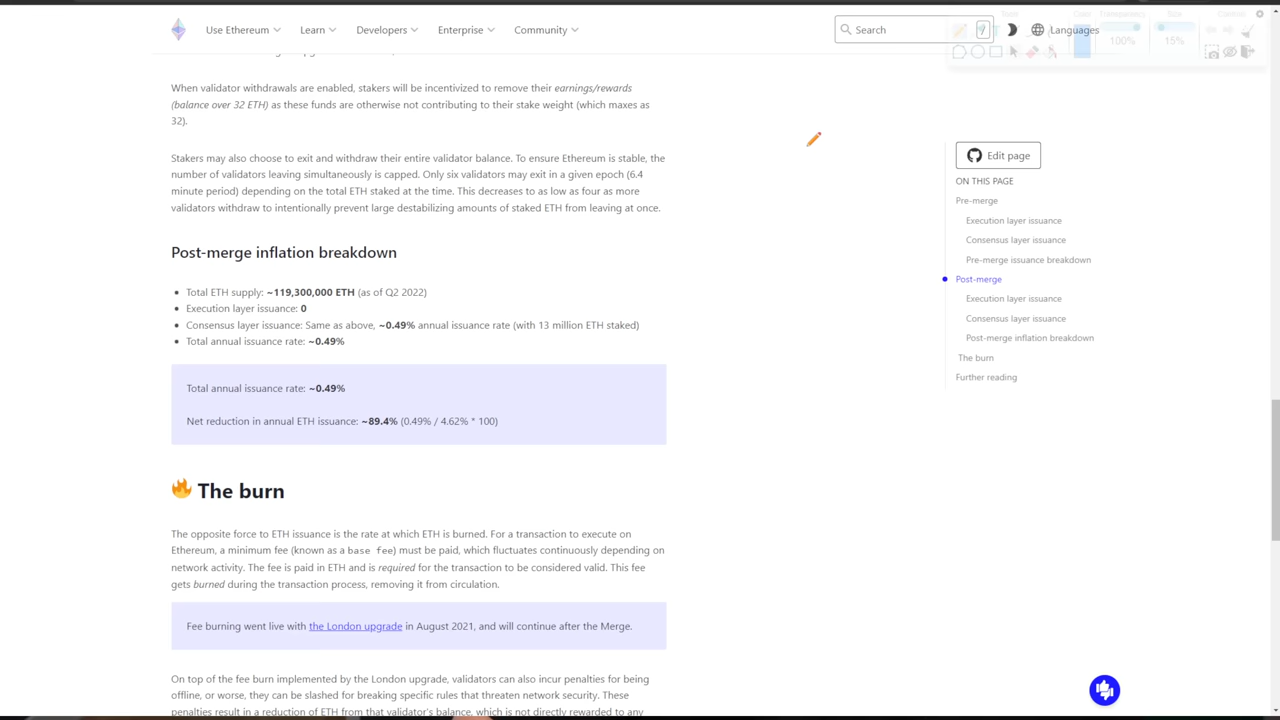 Use Ethereum
Learn
Developers
Enterprise
Community
Search
Languages
Transparency
Size
100%
15%
When validator withdrawals are enabled, stakers will be incentivized to remove their earnings/rewards
(balance over 32 ETH) as these funds are otherwise not contributing to their stake weight (which maxes as
32).
Stakers may also choose to exit and withdraw their entire validator balance. To ensure Ethereum is stable, the
number of validators leaving simultaneously is capped. Only six validators may exit in a given epoch (6.4
minute period) depending on the total ETH staked at the time. This decreases to as low as four as more
validators withdraw to intentionally prevent large destabilizing amounts of staked ETH from leaving at once.
Post-merge inflation breakdown
Total ETH supply: ~119,300,000 ETH (as of Q2 2022)
Execution layer issuance: 0
Consensus layer issuance: Same as above, ~0.49% annual issuance rate (with 13 million ETH staked)
Total annual issuance rate: ~0.49%
Total annual issuance rate: ~0.49%
Net reduction in annual ETH issuance: ~89.4% (0.49% / 4.62% * 100)
The burn
The opposite force to ETH issuance is the rate at which ETH is burned. For a transaction to execute on
Ethereum, a minimum fee (known as a base fee) must be paid, which fluctuates continuously depending on
network activity. The fee is paid in ETH and is required for the transaction to be considered valid. This fee
gets burned during the transaction process, removing it from circulation.
Fee burning went live with the London upgrade in August 2021, and will continue after the Merge.
On top of the fee burn implemented by the London upgrade, validators can also incur penalties for being
offline, or worse, they can be slashed for breaking specific rules that threaten network security. These
penalties result in a reduction of ETH from that validator's balance, which is not directly rewarded to any
Edit page
ON THIS PAGE
Pre-merge
Execution layer issuance
Consensus layer issuance
Pre-merge issuance breakdown
Post-merge
Execution layer issuance
Consensus layer issuance
Post-merge inflation breakdown
The burn
Further reading